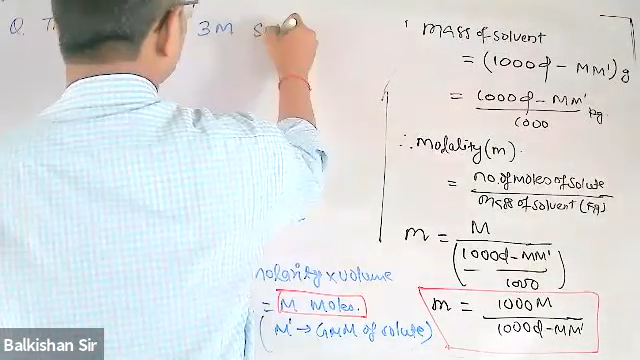 Q. T 3M S
Mass of solvent
= (1000d - MM') g
= 1000d - MM' / 1000 kg
∴ Molality (m).
= no. of moles of solute / mass of solvent (Kg)
m = M / (1000d - MM' / 1000)
m = 1000M / 1000d - MM'
molarity x volume
= M moles.
( M' → GMM of solute)
Balkishan Sir